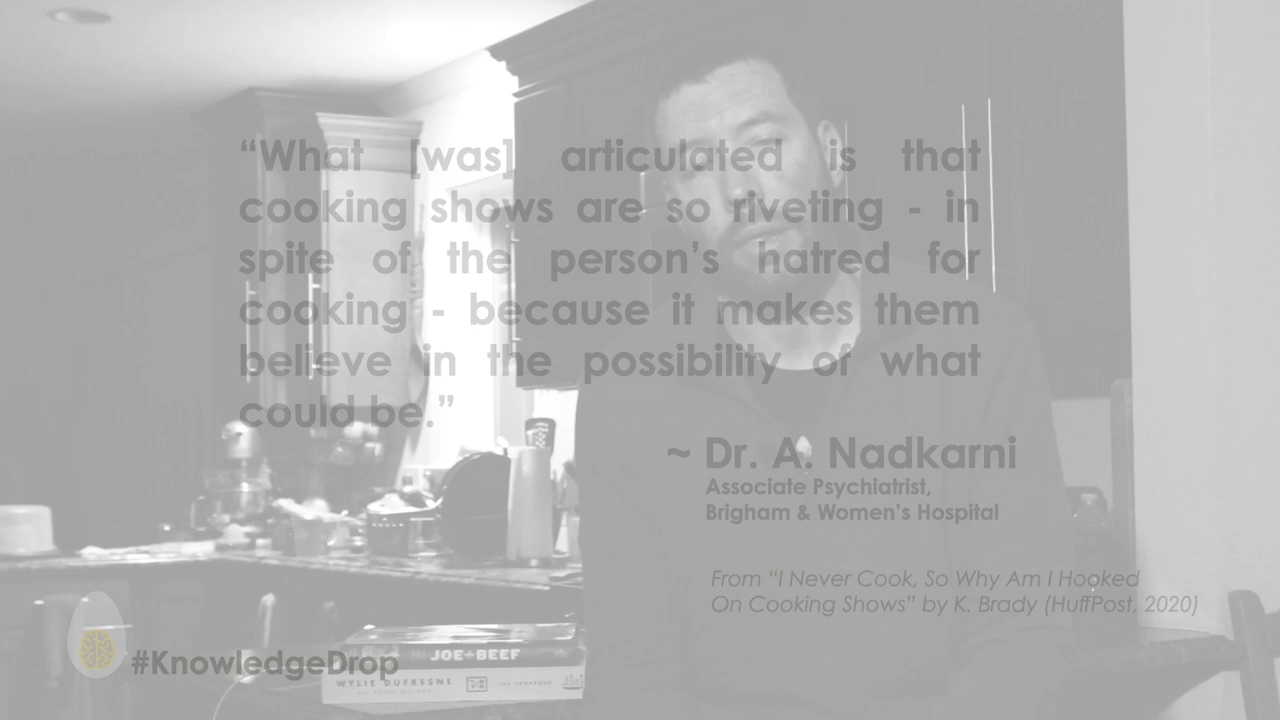 “What [was] articulated is that
cooking shows are so riveting - in
spite of the person’s hatred for
cooking - because it makes them
believe in the possibility of what
could be.”
~ Dr. A. Nadkarni
Associate Psychiatrist,
Brigham & Women’s Hospital
From “I Never Cook, So Why Am I Hooked
On Cooking Shows” by K. Brady (HuffPost, 2020)
#KnowledgeDrop
JOE+BEEF
WYLIE DUFRESNE